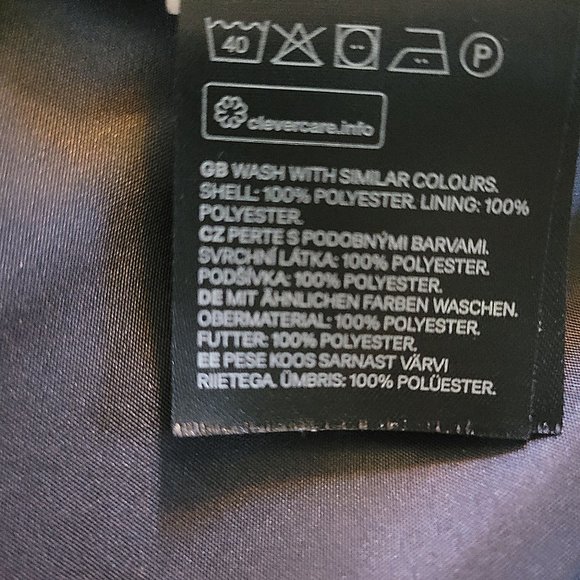 40
P
clevercare.info
GB WASH WITH SIMILAR COLOURS.
SHELL: 100% POLYESTER. LINING: 100%
POLYESTER.
CZ PERTE S PODOBNÝMI BARVAMI.
SVRCHNÍ LÁTKA: 100% POLYESTER.
PODŠÍVKA: 100% POLYESTER.
DE MIT ÄHNLICHEN FARBEN WASCHEN.
OBERMATERIAL: 100% POLYESTER.
FUTTER: 100% POLYESTER.
EE PESE KOOS SARNAST VÄRVI
RIIETEGA. ÜMBRIS: 100% POLÜESTER.